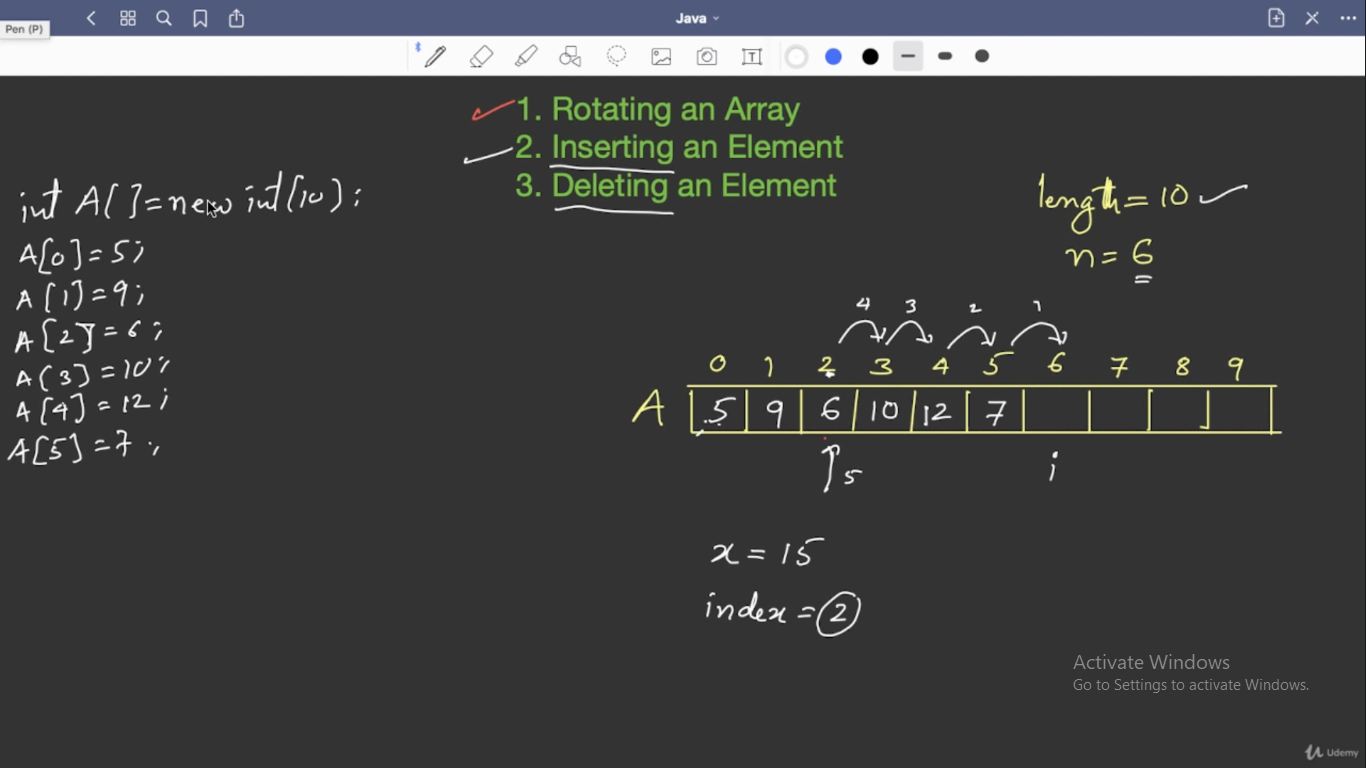 Java
Pen (P)
T
1. Rotating an Array
2. Inserting an Element
3. Deleting an Element
int A[]=new int(10);
A[0]=5;
A[1]=9;
A[2]=6;
A[3]=10;
A[4]=12;
A[5]=7;
length=10
n=6
4 3 2 1
0 1 2 3 4 5 6 7 8 9
A 5 9 6 10 12 7
5 i
x=15
index=2
Activate Windows
Go to Settings to activate Windows.
Udemy